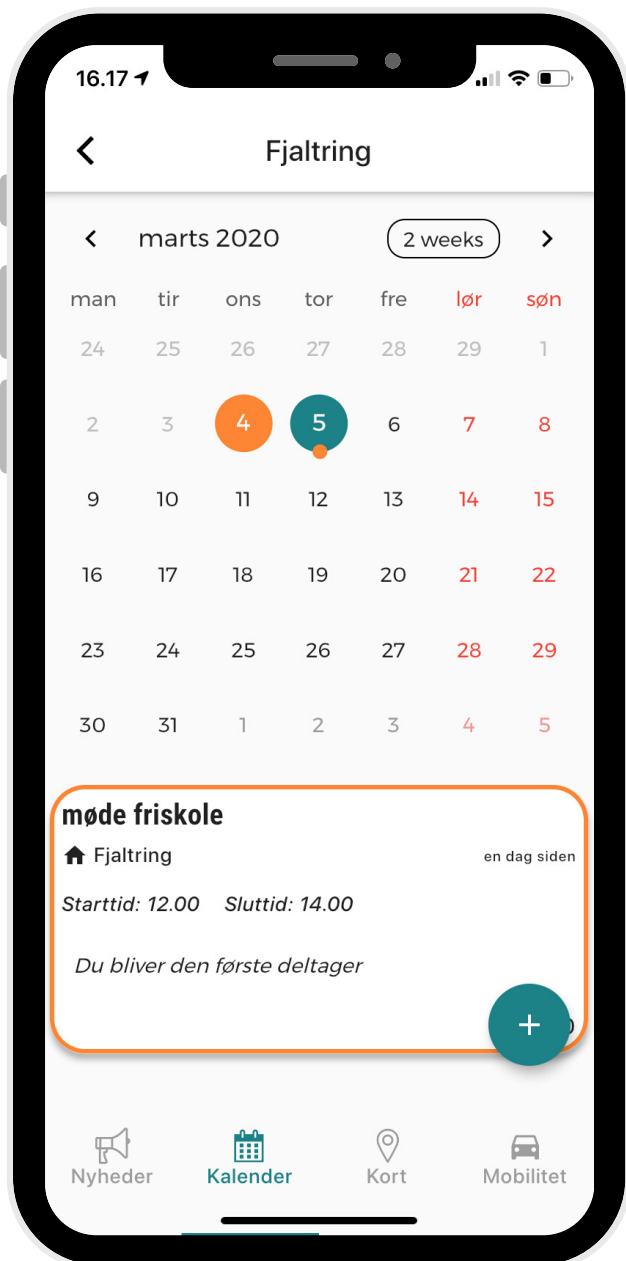 16.17
Fjaltring
marts 2020 2 weeks
man tir ons tor fre lør søn
24 25 26 27 28 29 1
2 3 4 5 6 7 8
9 10 11 12 13 14 15
16 17 18 19 20 21 22
23 24 25 26 27 28 29
30 31 1 2 3 4 5
møde friskole
Fjaltring en dag siden
Starttid: 12.00 Sluttid: 14.00
Du bliver den første deltager
+
Nyheder Kalender Kort Mobilitet